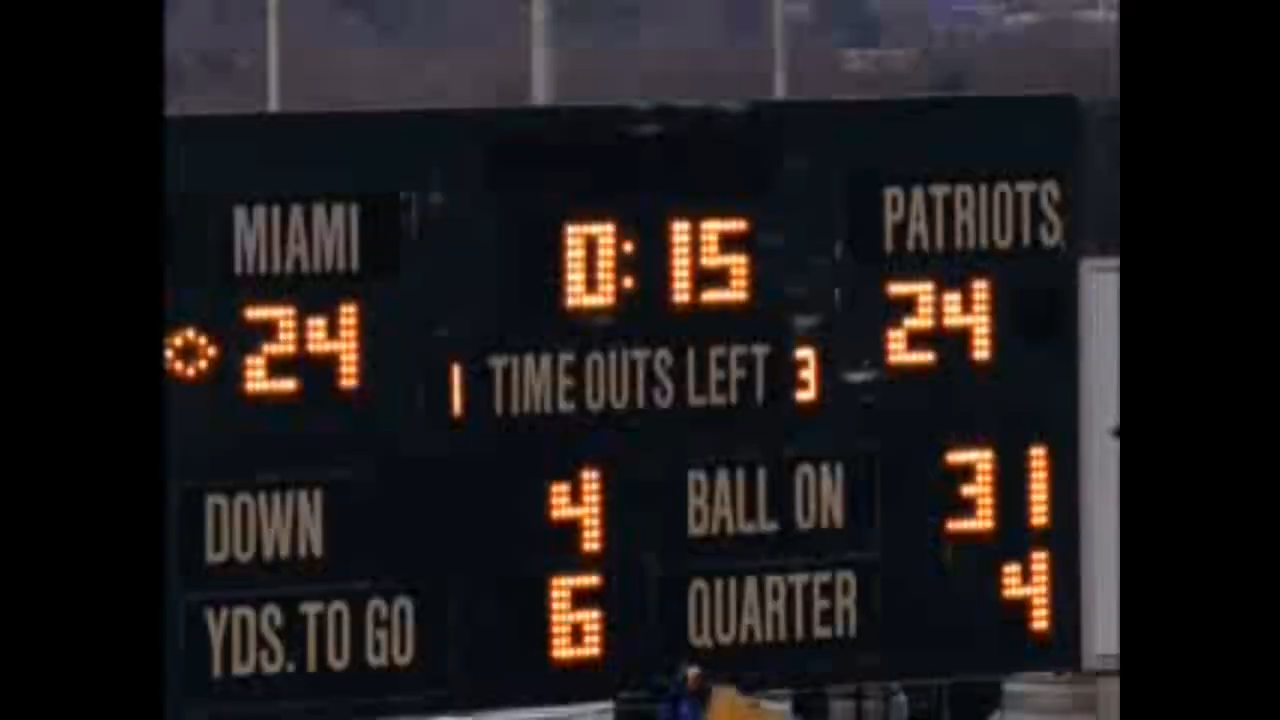 MIAMI 0:15 PATRIOTS
24 24
1 TIME OUTS LEFT 3
DOWN 4 BALL ON 31
YDS. TO GO 6 QUARTER 4